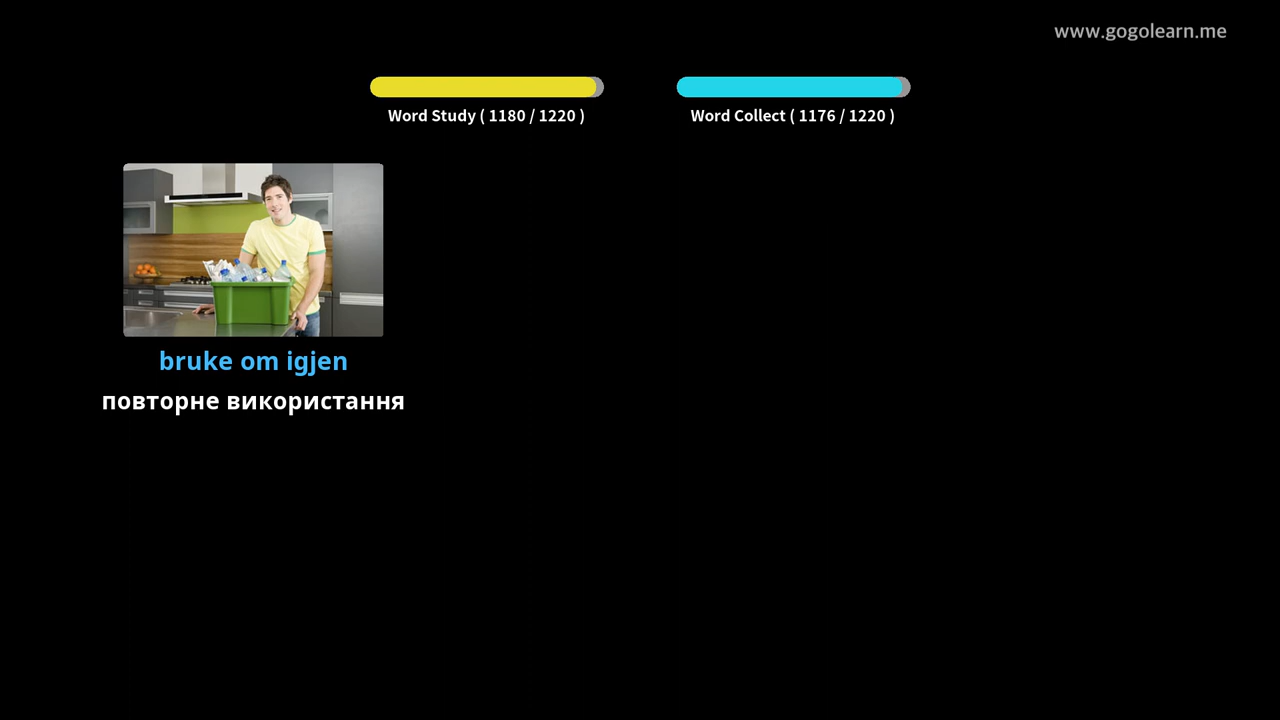 www.gogolearn.me
Word Study ( 1180 / 1220 )
Word Collect ( 1176 / 1220 )
bruke om igjen
повторне використання